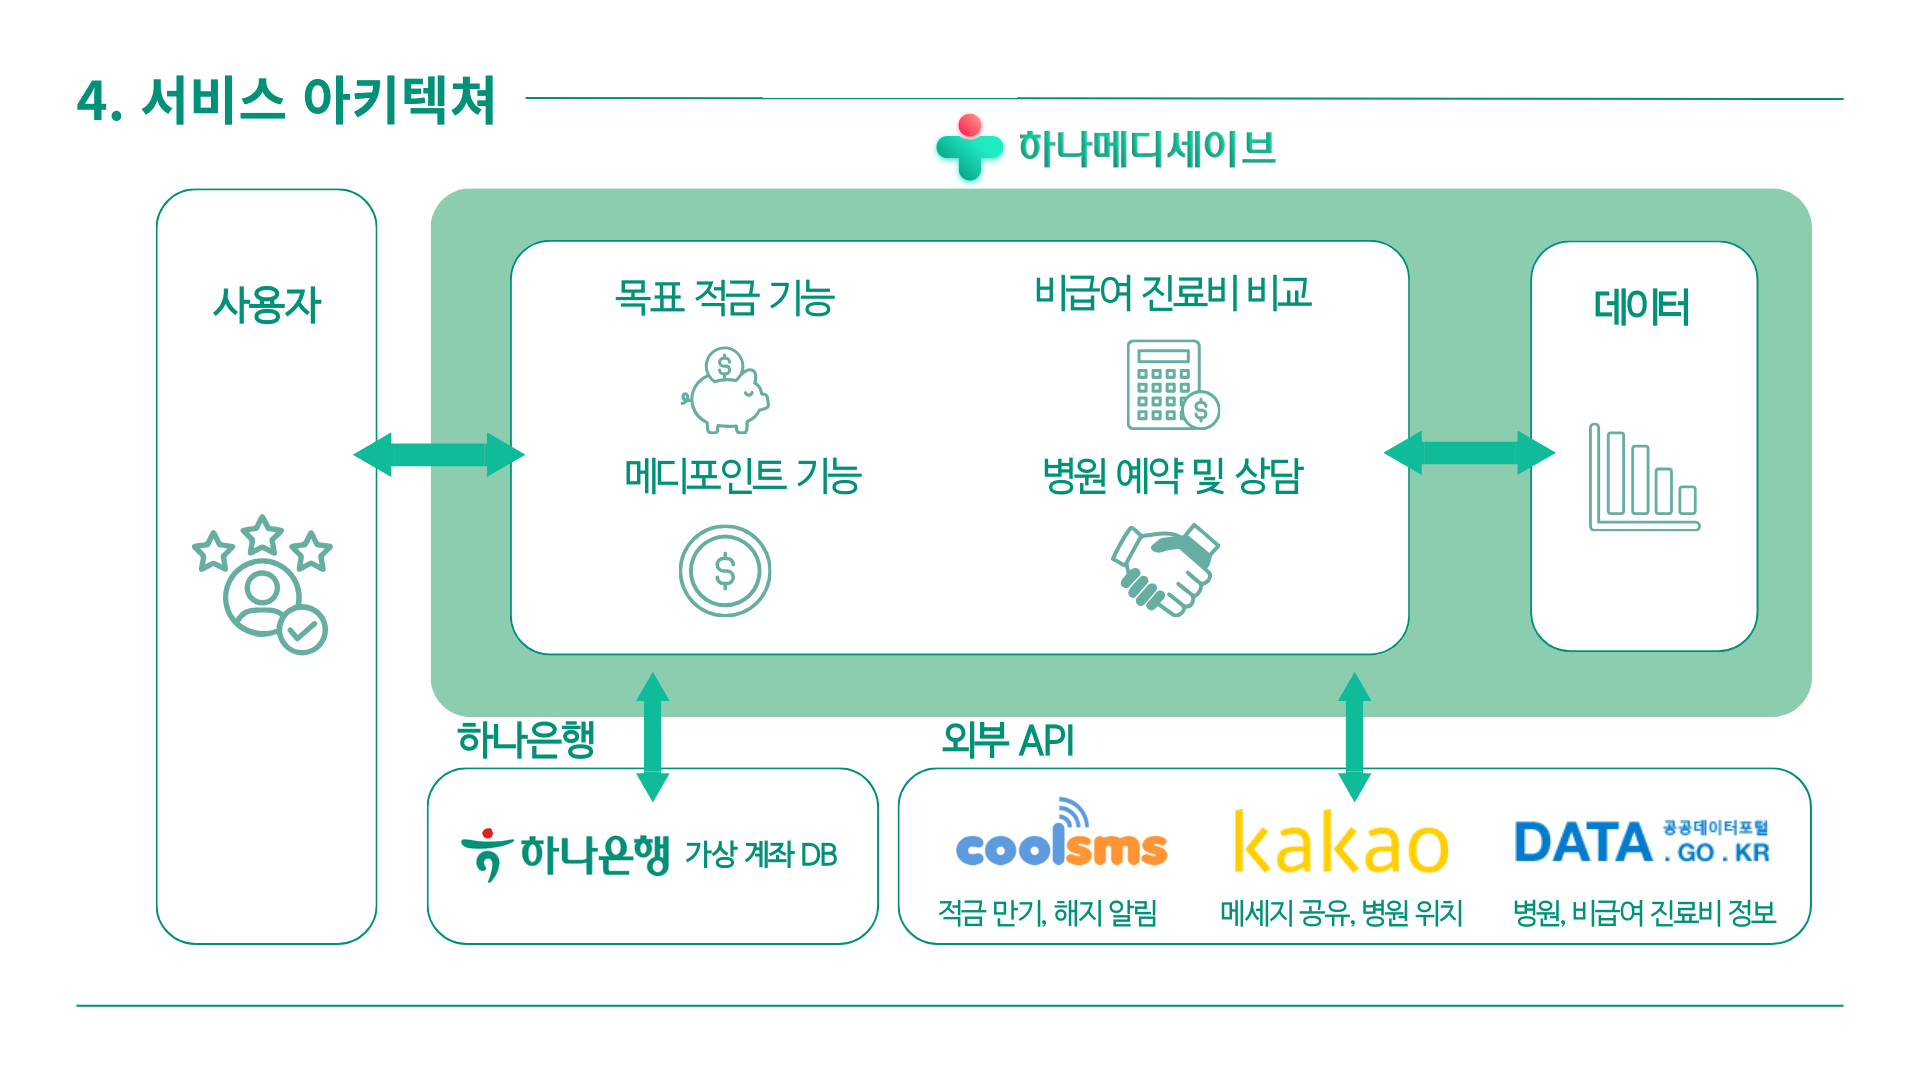 4. 서비스 아키텍쳐
하나메디세이브
사용자
목표 적금 기능
비급여 진료비 비교
메디포인트 기능
병원 예약 및 상담
데이터
하나은행
하나은행 가상 계좌 DB
외부 API
coolsms
적금 만기, 해지 알림
kakao
메세지 공유, 병원 위치
DATA 공공데이터포털
. GO . KR
병원, 비급여 진료비 정보